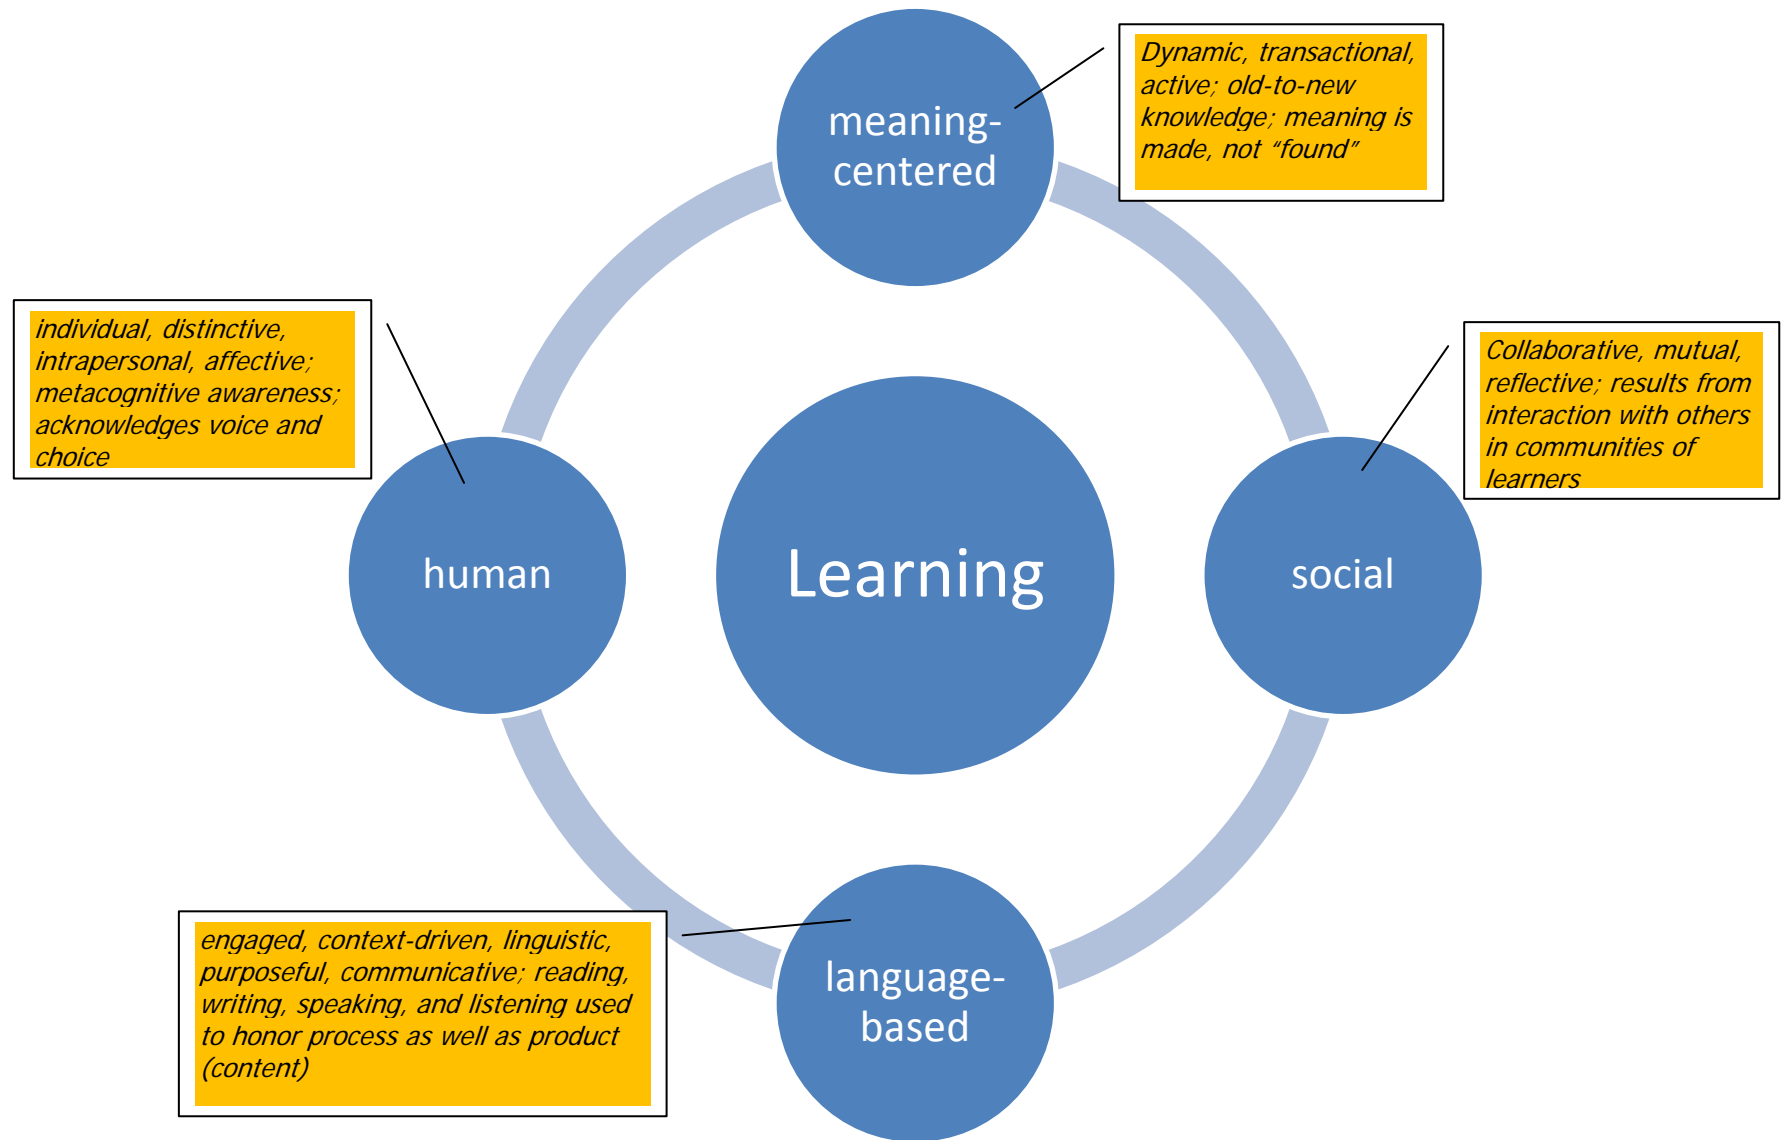 meaning-
centered
Dynamic, transactional,
active; old-to-new
knowledge; meaning is
made, not “found”
individual, distinctive,
intrapersonal, affective;
metacognitive awareness;
acknowledges voice and
choice
human
Learning
social
Collaborative, mutual,
reflective; results from
interaction with others
in communities of
learners
engaged, context-driven, linguistic,
purposeful, communicative; reading,
writing, speaking, and listening used
to honor process as well as product
(content)
language-
based